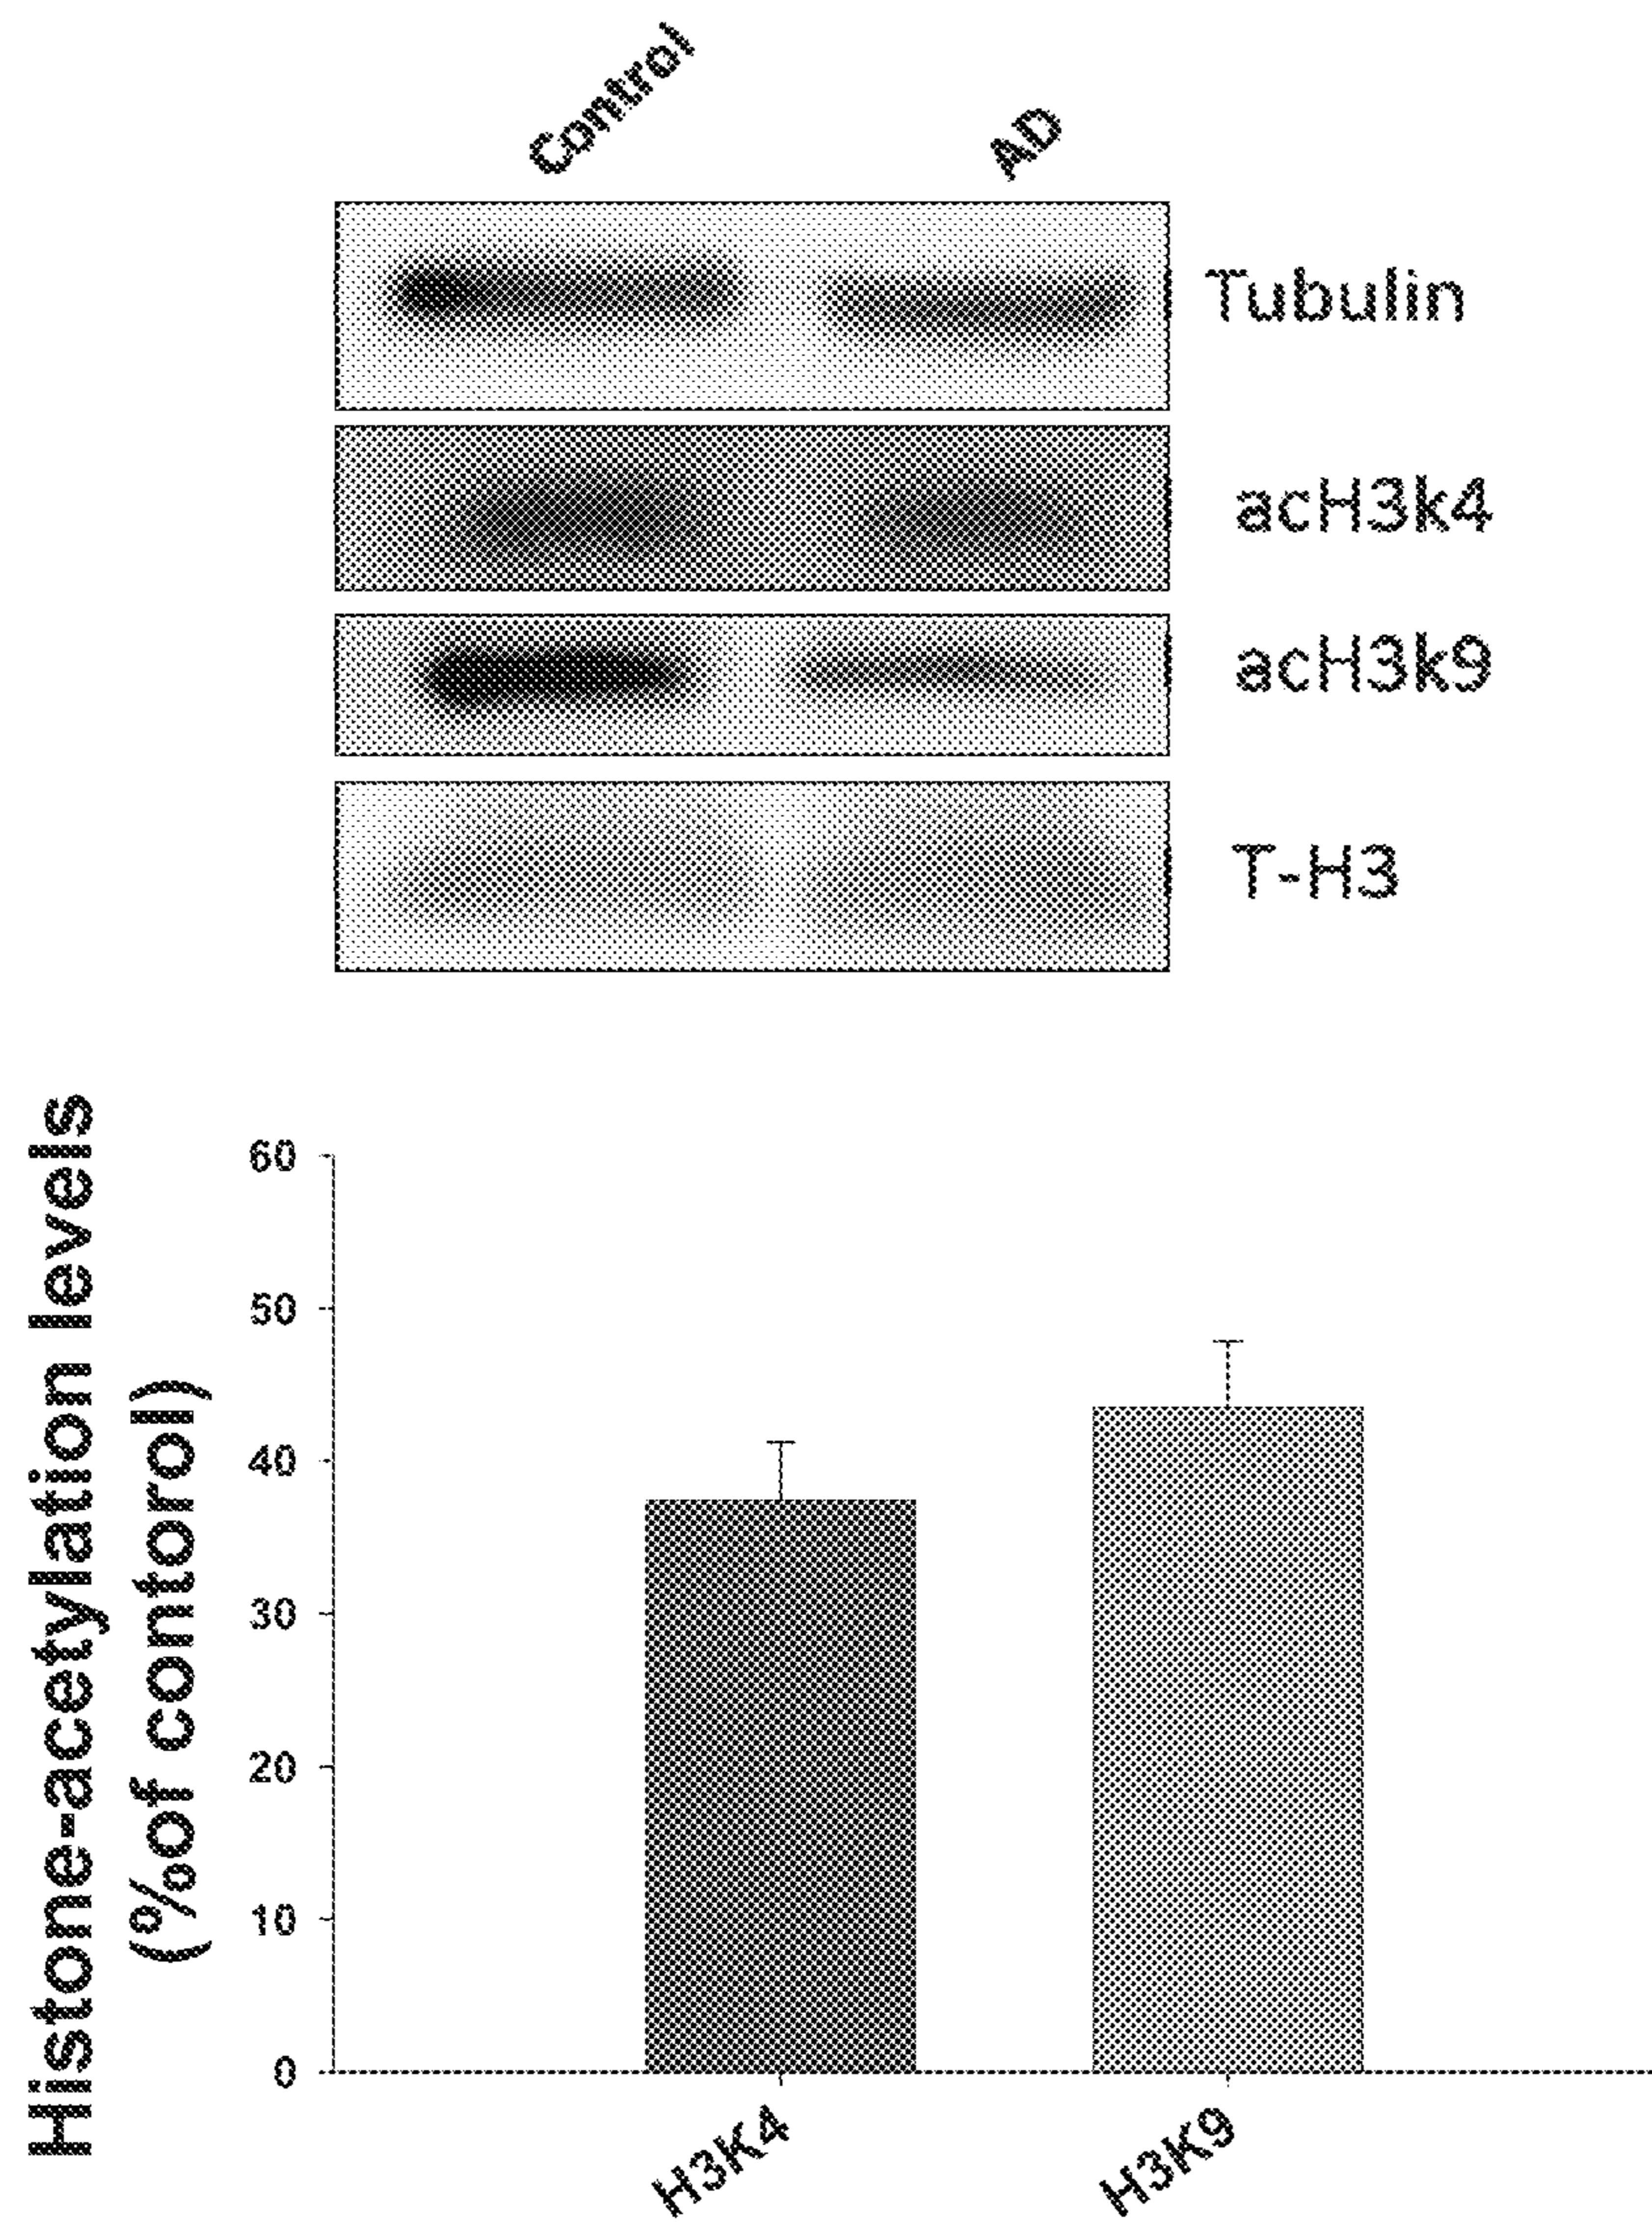 Control
AD
Tubulin
acH3k4
acH3k9
T-H3
Histone-acetylation levels
(%of contorol)
60
50
40
30
20
10
0
H3K4
H3K9